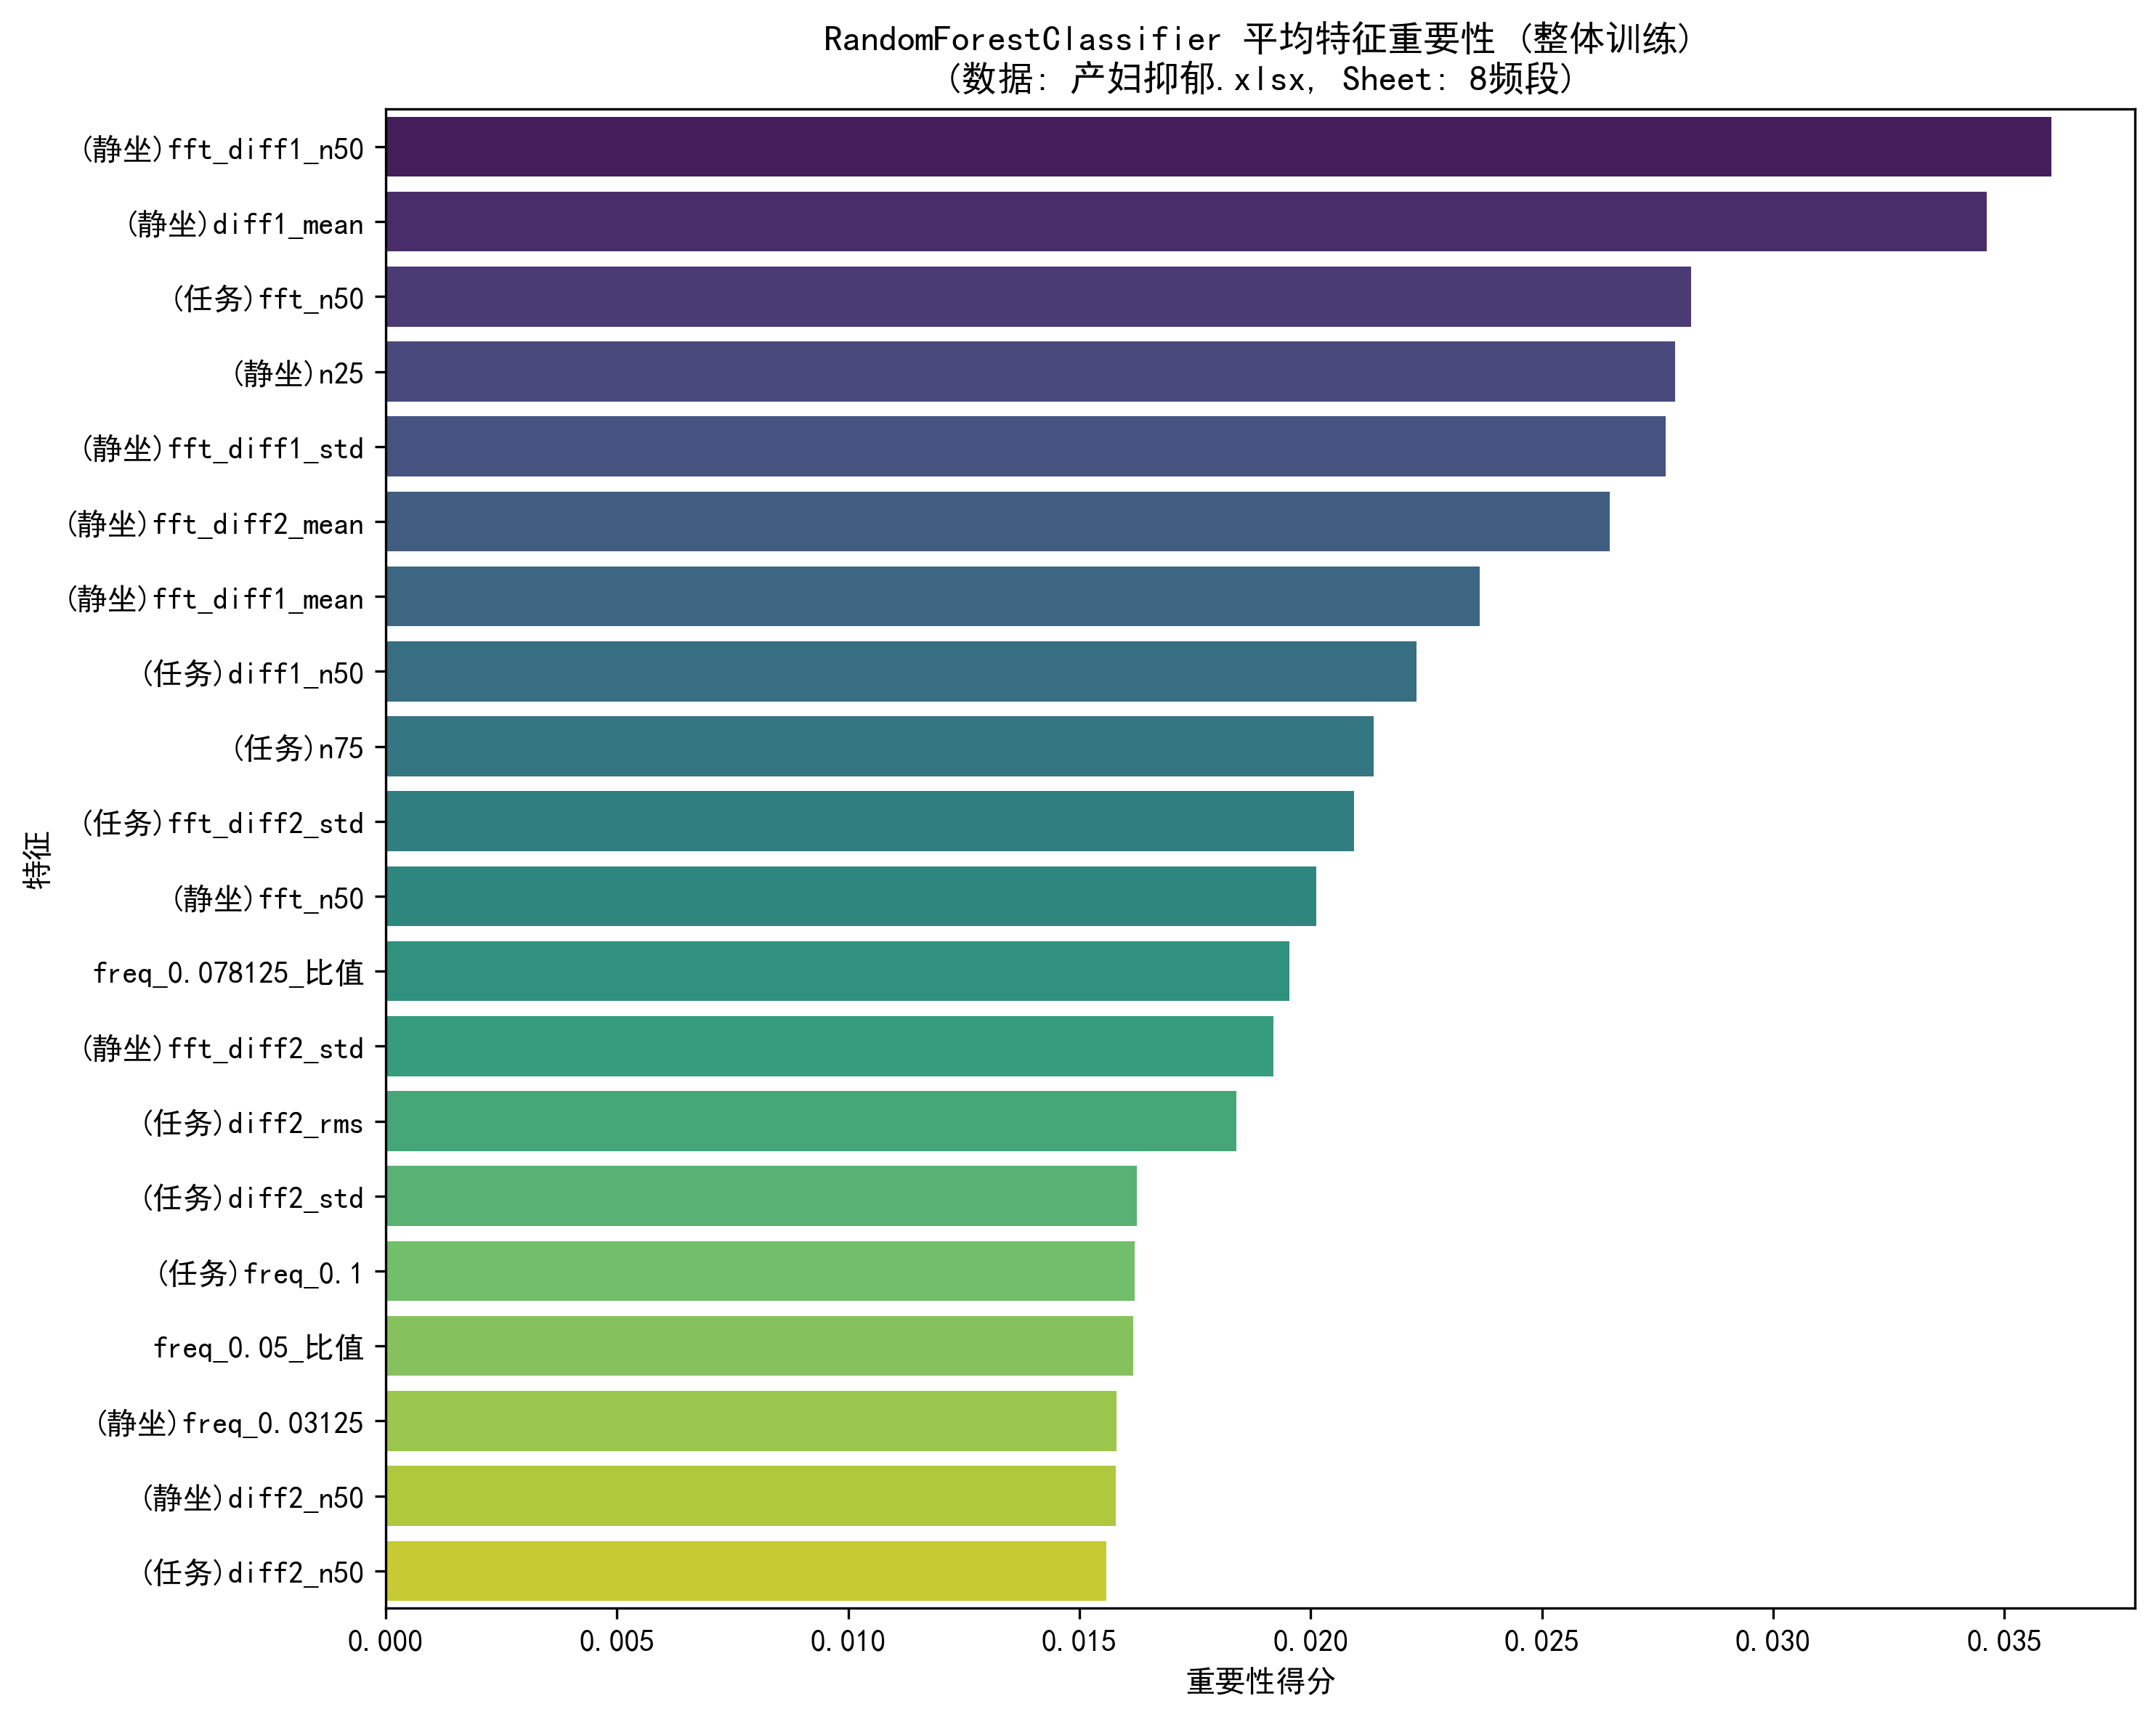 RandomForestClassifier 平均特征重要性 (整体训练)
(数据: 产妇抑郁.xlsx, Sheet: 8频段)
特征
(静坐)fft_diff1_n50
(静坐)diff1_mean
(任务)fft_n50
(静坐)n25
(静坐)fft_diff1_std
(静坐)fft_diff2_mean
(静坐)fft_diff1_mean
(任务)diff1_n50
(任务)n75
(任务)fft_diff2_std
(静坐)fft_n50
freq_0.078125_比值
(静坐)fft_diff2_std
(任务)diff2_rms
(任务)diff2_std
(任务)freq_0.1
freq_0.05_比值
(静坐)freq_0.03125
(静坐)diff2_n50
(任务)diff2_n50
0.000 0.005 0.010 0.015 0.020 0.025 0.030 0.035
重要性得分